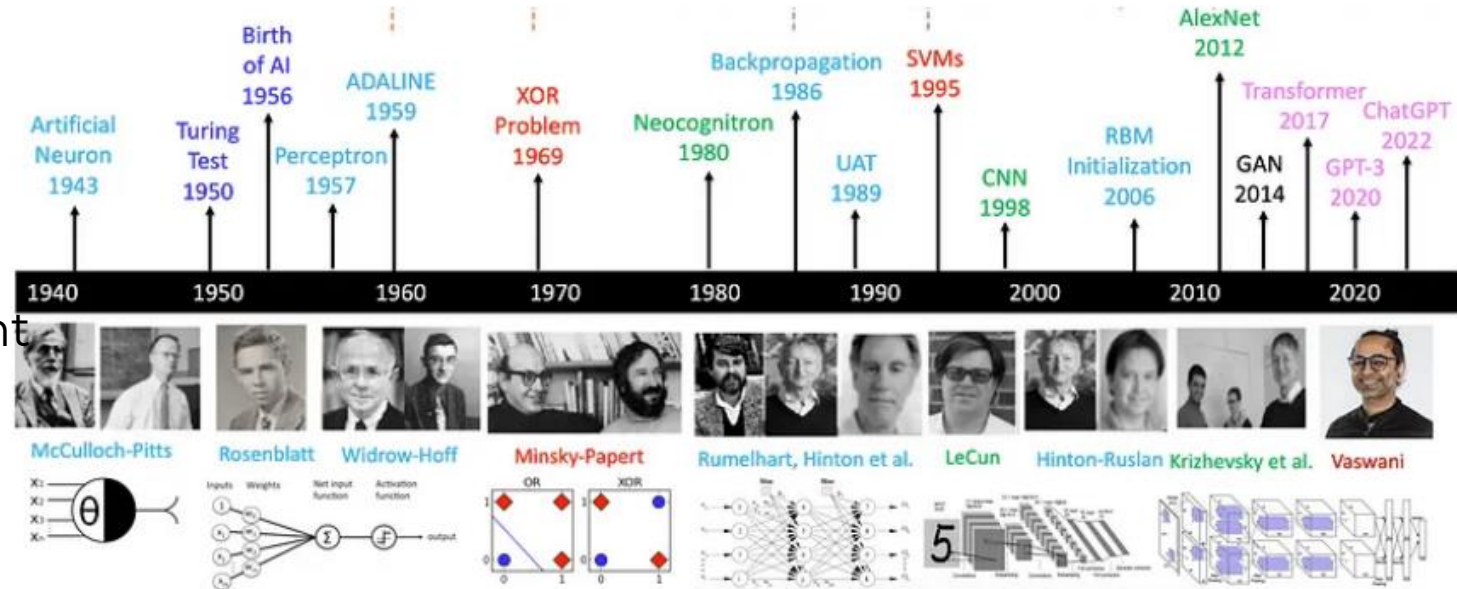 Artificial
Neuron
1943
Turing
Test
1950
Birth
of AI
1956
Perceptron
1957
ADALINE
1959
XOR
Problem
1969
Neocognitron
1980
Backpropagation
1986
UAT
1989
SVMs
1995
CNN
1998
RBM
Initialization
2006
AlexNet
2012
GAN
2014
Transformer
2017
GPT-3
2020
ChatGPT
2022
1940 1950 1960 1970 1980 1990 2000 2010 2020
nt
McCulloch-Pitts
Rosenblatt
Widrow-Hoff
Minsky-Papert
Rumelhart, Hinton et al.
LeCun
Hinton-Ruslan
Krizhevsky et al.
Vaswani
X₁
X₂
X₃
Xₙ
θ
Inputs Weights
Net input
function
Activation
function
1
Σ
output
OR
1
0
0 1
XOR
1
0
0 1
5